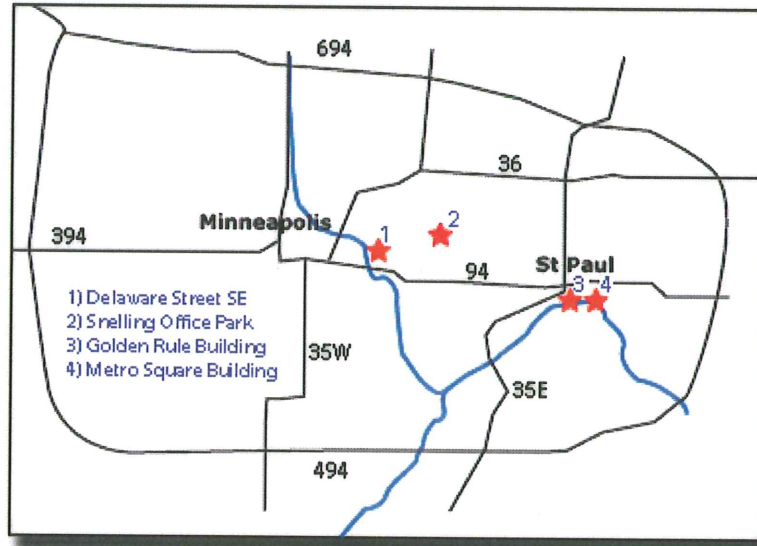 694
36
Minneapolis
1
2
394
94
St Paul
3
4
1) Delaware Street SE
2) Snelling Office Park
3) Golden Rule Building
4) Metro Square Building
35W
35E
494